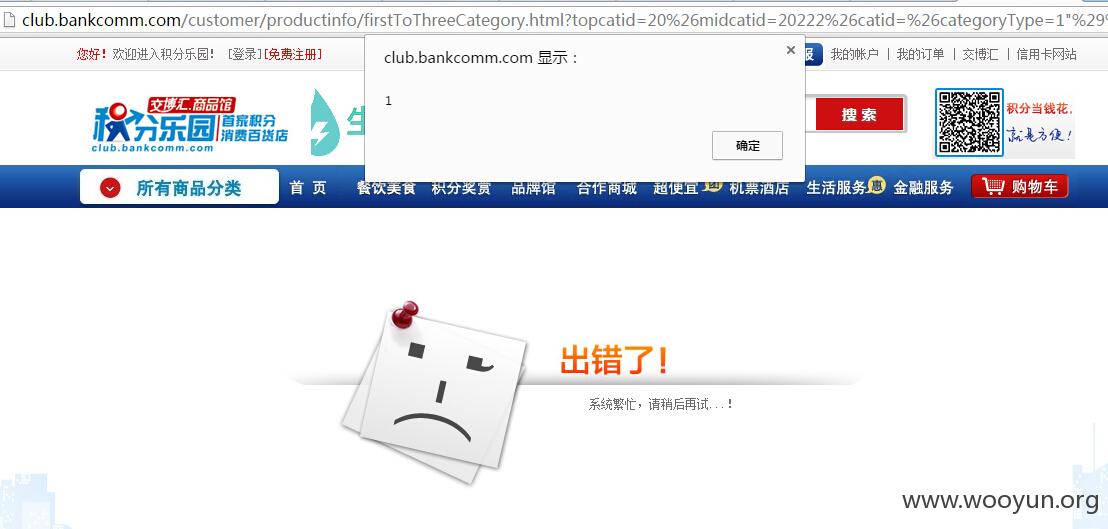 club.bankcomm.com/customer/productinfo/firstToThreeCategory.html?topcatid=20%26midcatid=20222%26catid=%26categoryType=1"%29%
您好！欢迎进入积分乐园！ [登录] [免费注册]
我的帐户 | 我的订单 | 交博汇 | 信用卡网站
club.bankcomm.com 显示：
1
确定
交博汇.商品馆
积分乐园
首家积分
消费百货店
club.bankcomm.com
搜 索
积分当钱花，
就是方便！
所有商品分类 首 页 餐饮美食 积分奖赏 品牌馆 合作商城 超便宜 团 机票酒店 生活服务 惠 金融服务 购物车
出错了！
系统繁忙，请稍后再试...！
www.wooyun.org